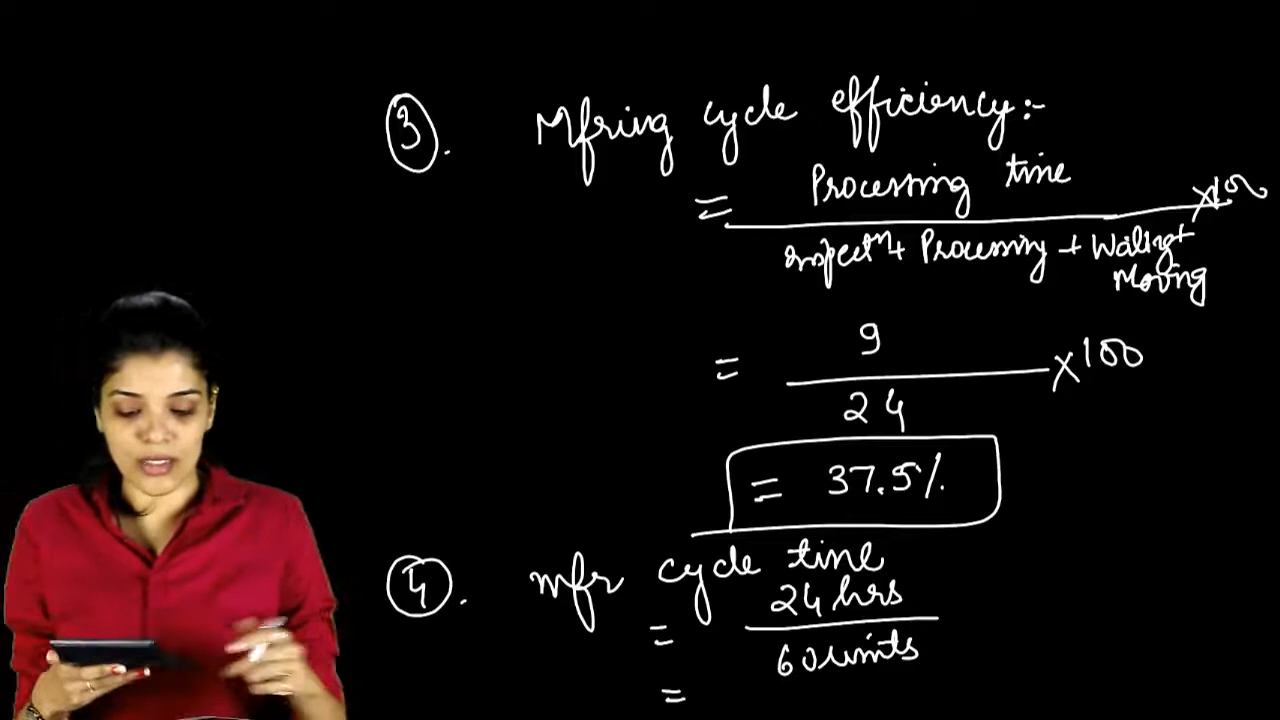 3. Mfring cycle efficiency:-
= Processing time ×100
Inspectⁿ + Processing + Waiting +
Moving
= 9 ×100
24
= 37.5%
4. mfr cycle time
= 24 hrs
60 units
=